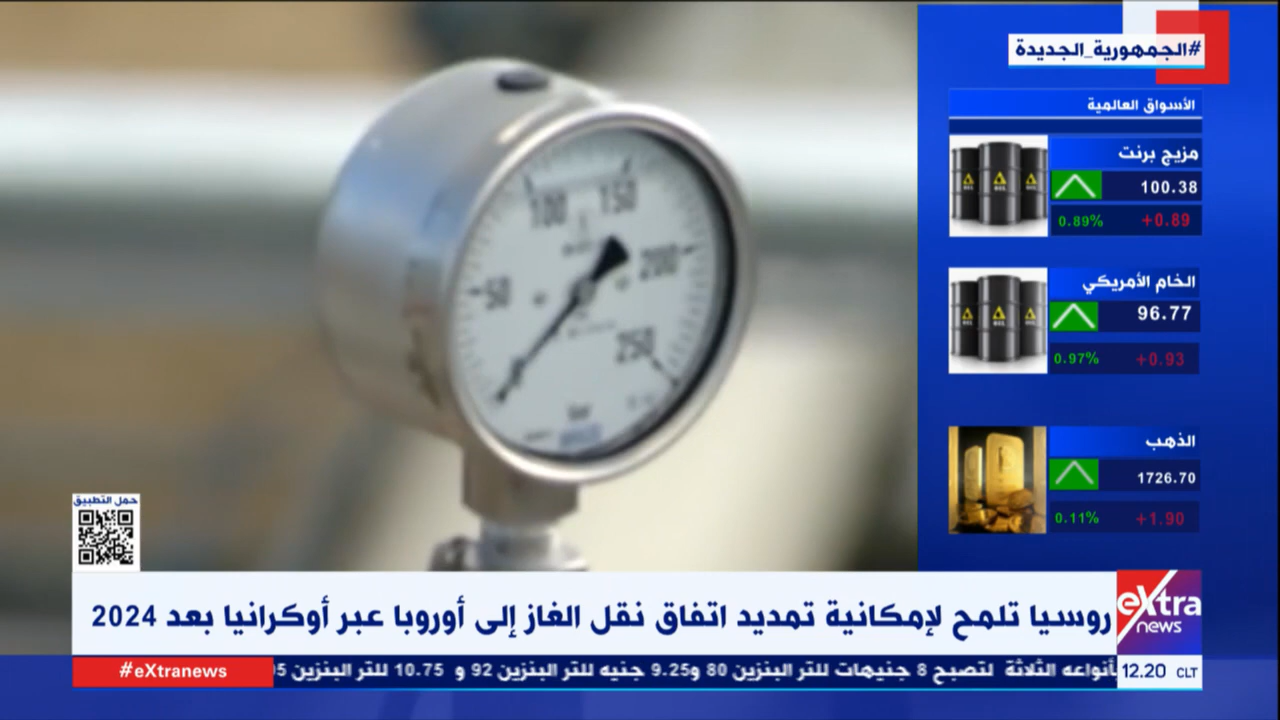 #الجمهورية_الجديدة
الأسواق العالمية
مزيج برنت
100.38
0.89% +0.89
الخام الأمريكي
96.77
0.97% +0.93
الذهب
1726.70
0.11% +1.90
100 150
50 200
250
bar
حمل التطبيق
روسيا تلمح لإمكانية تمديد اتفاق نقل الغاز إلى أوروبا عبر أوكرانيا بعد 2024
eXtra
news
#eXtranews
بأنواعه الثلاثة لتصبح 8 جنيهات للتر البنزين 80 و9.25 جنيه للتر البنزين 92 و 10.75 للتر البنزين
12.20 CLT